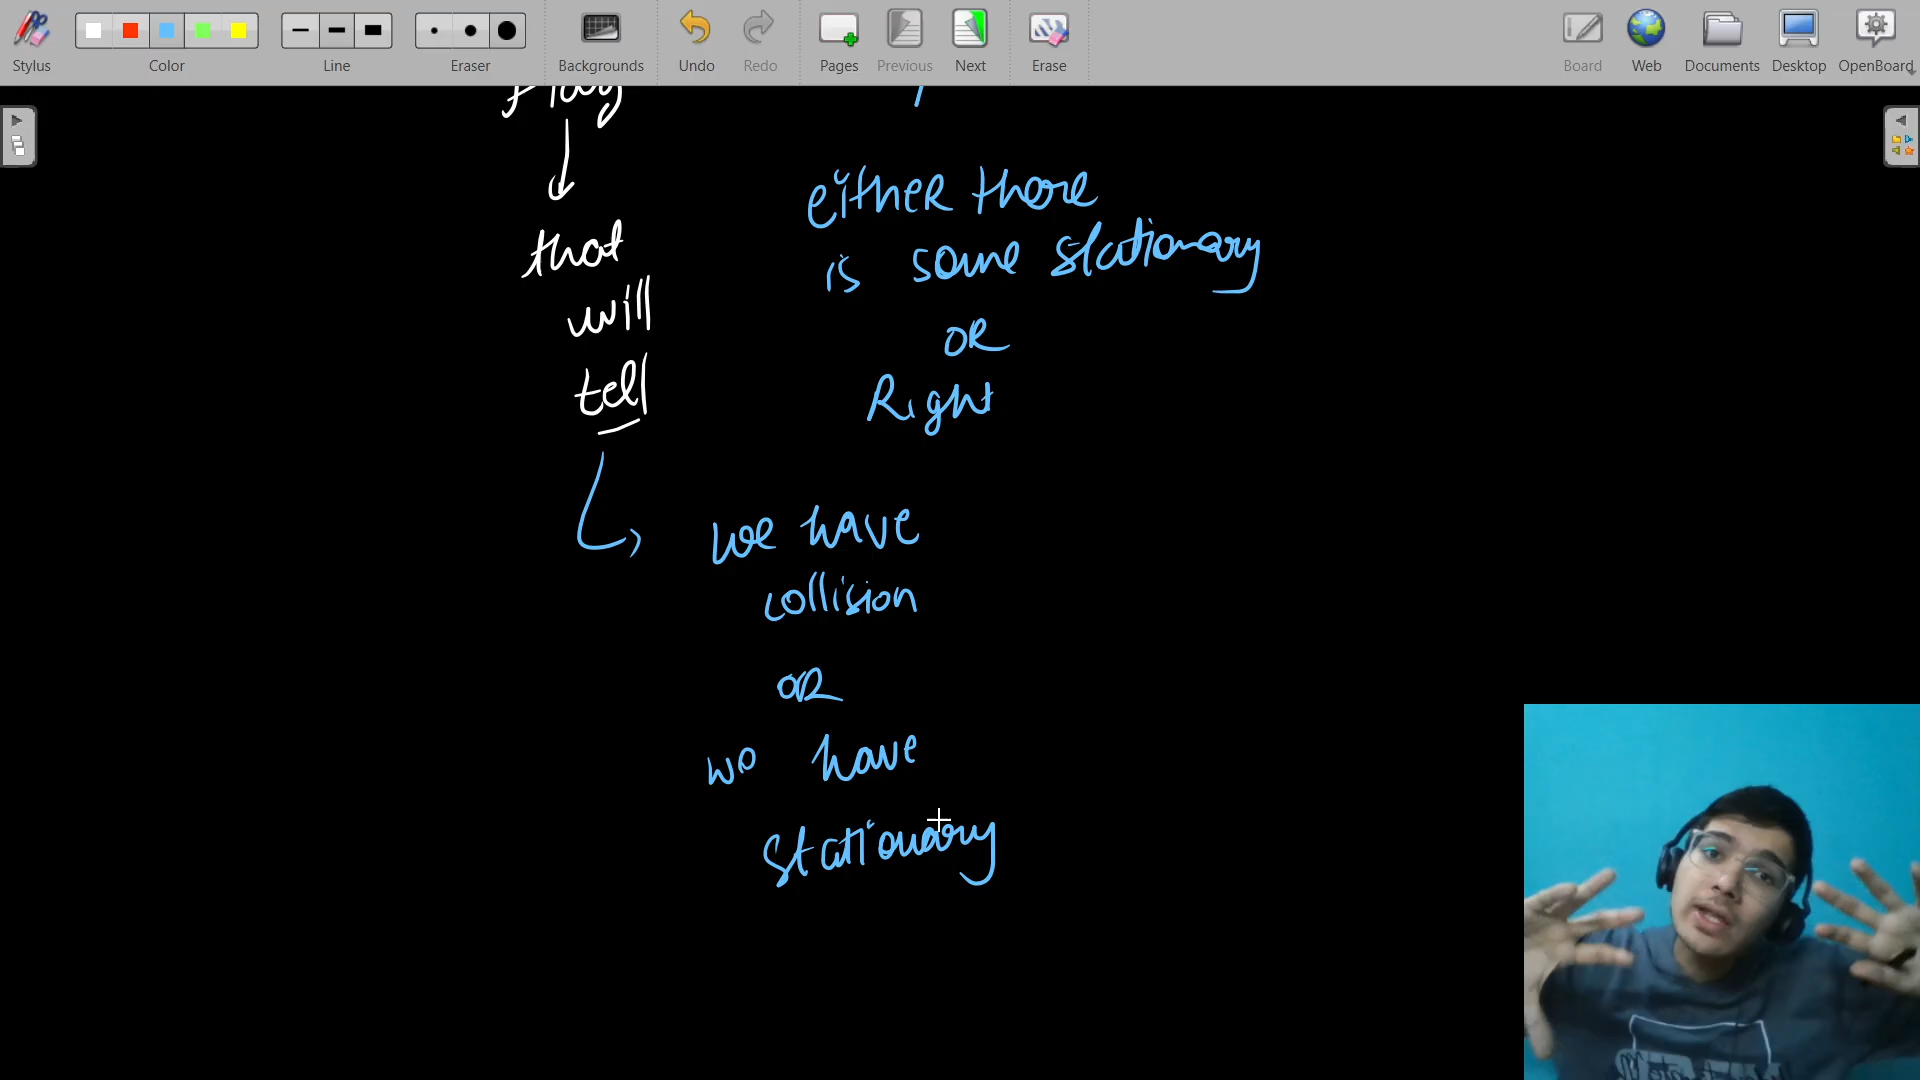 Stylus
Color
Line
Eraser
Backgrounds
Undo
Redo
Pages
Previous
Next
Erase
Board
Web
Documents
Desktop
OpenBoard
flag
that
will
tell
either there
is some stationary
OR
Right
we have
collision
OR
we have
stationary